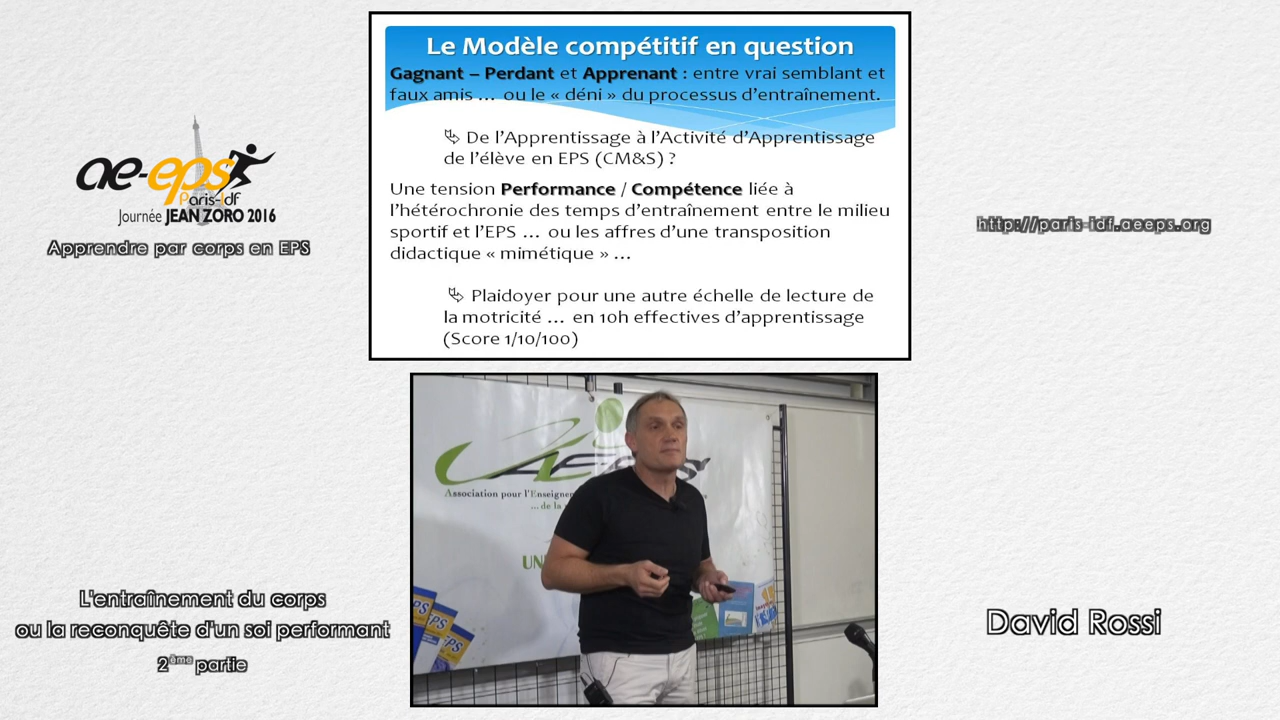 Le Modèle compétitif en question
Gagnant – Perdant et Apprenant : entre vrai semblant et
faux amis … ou le « déni » du processus d'entraînement.
De l'Apprentissage à l'Activité d'Apprentissage
de l'élève en EPS (CM&S) ?
Une tension Performance / Compétence liée à
l'hétérochronie des temps d'entraînement entre le milieu
sportif et l'EPS … ou les affres d'une transposition
didactique « mimétique » …
Plaidoyer pour une autre échelle de lecture de
la motricité … en 10h effectives d'apprentissage
(Score 1/10/100)
ae-eps
Paris-idf
Journée JEAN ZORO 2016
Apprendre par corps en EPS
http://paris-idf.aeeps.org
Association pour l'Enseigne
... de la
UN
EPS
EPS
L'entraînement du corps
ou la reconquête d'un soi performant
2ème partie
David Rossi